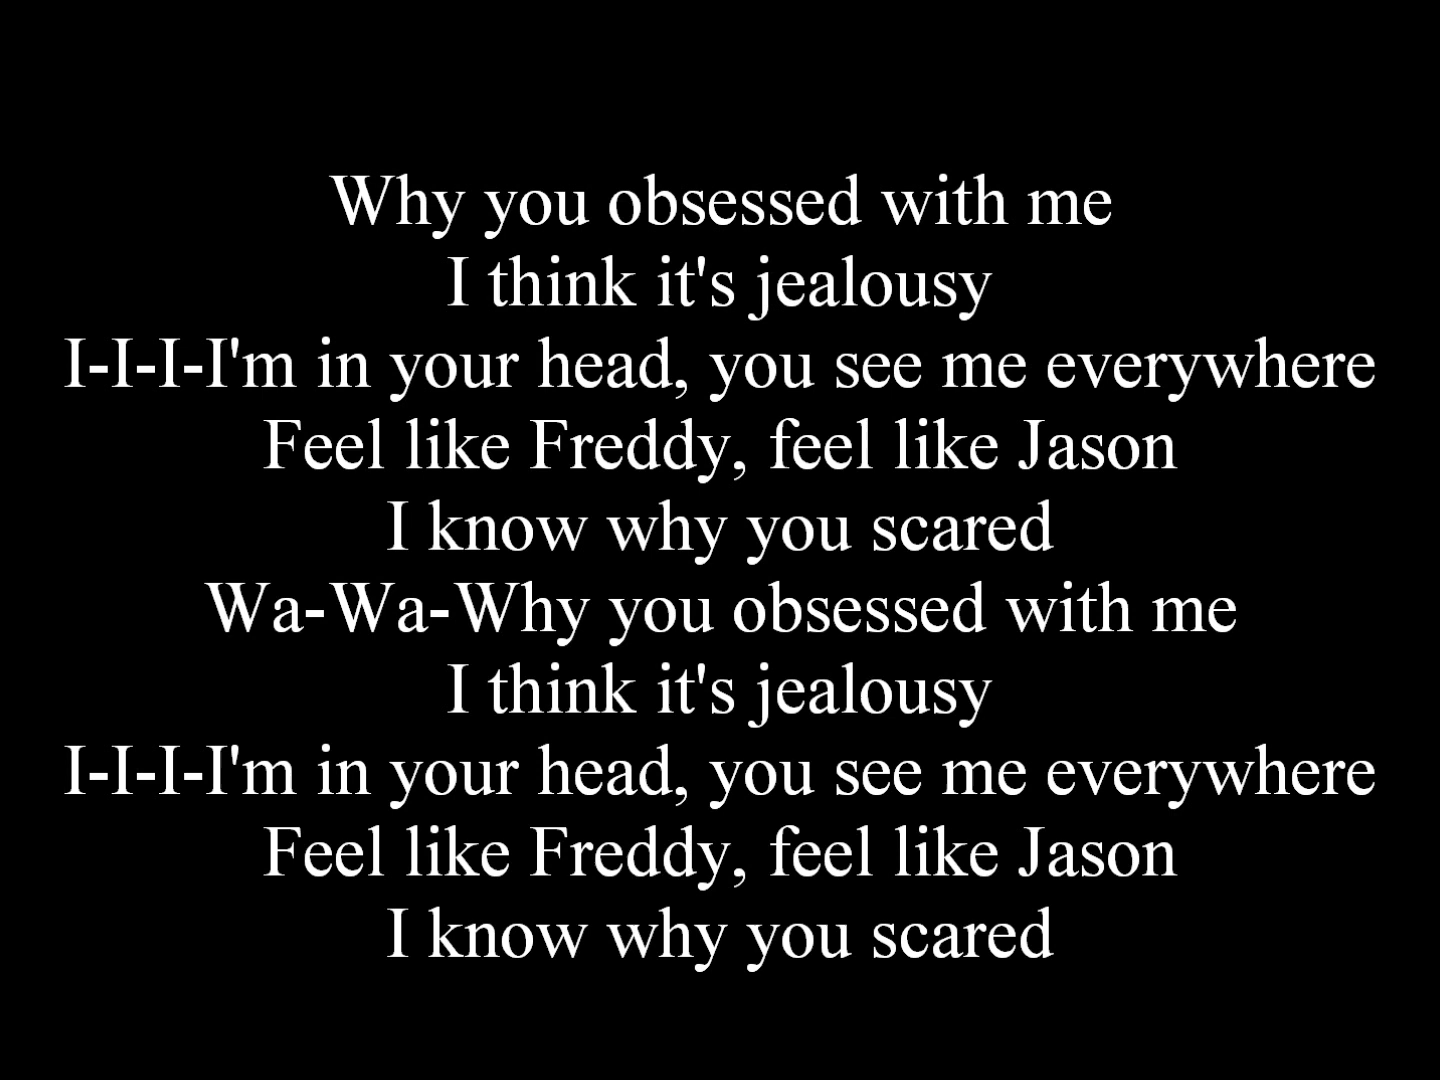 Why you obsessed with me
I think it's jealousy
I-I-I-I'm in your head, you see me everywhere
Feel like Freddy, feel like Jason
I know why you scared
Wa-Wa-Why you obsessed with me
I think it's jealousy
I-I-I-I'm in your head, you see me everywhere
Feel like Freddy, feel like Jason
I know why you scared